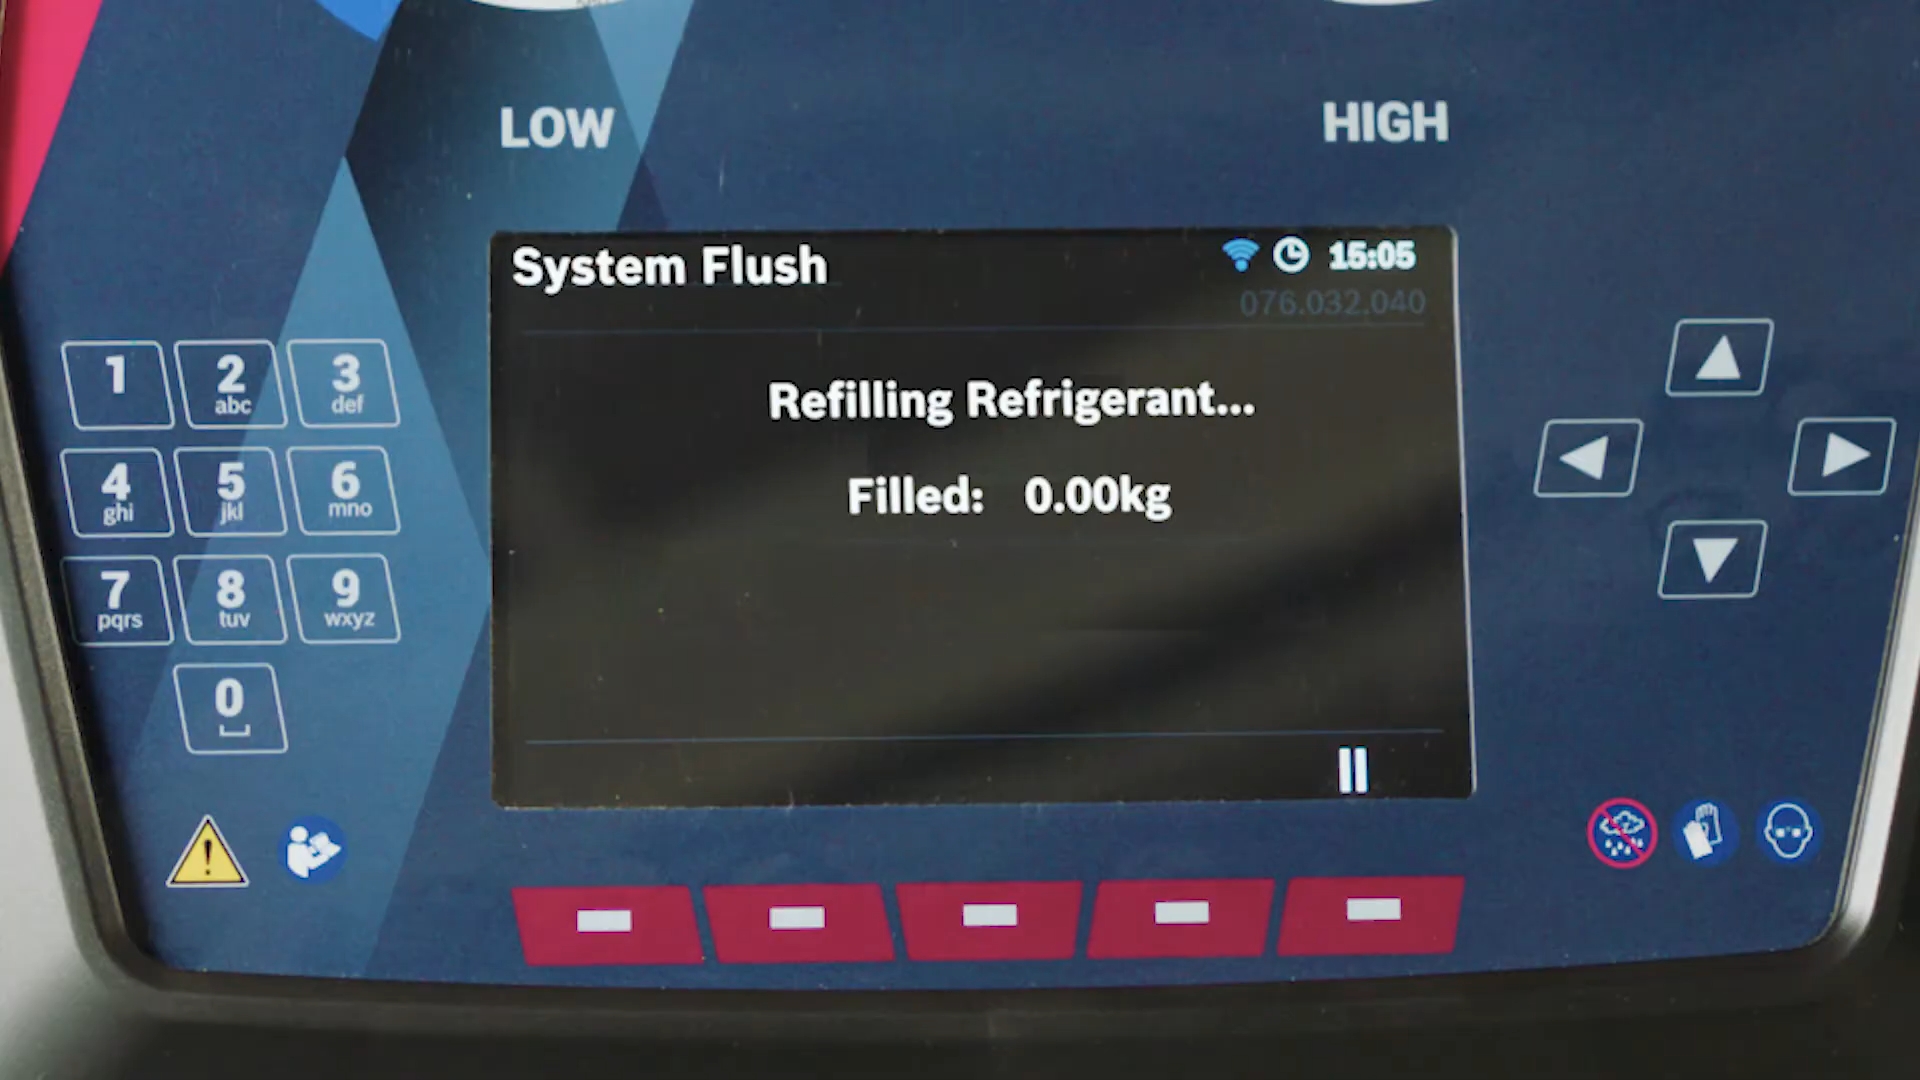 LOW
HIGH
System Flush
15:05
076.032.040
Refilling Refrigerant...
Filled: 0.00kg
1
2
abc
3
def
4
ghi
5
jkl
6
mno
7
pqrs
8
tuv
9
wxyz
0